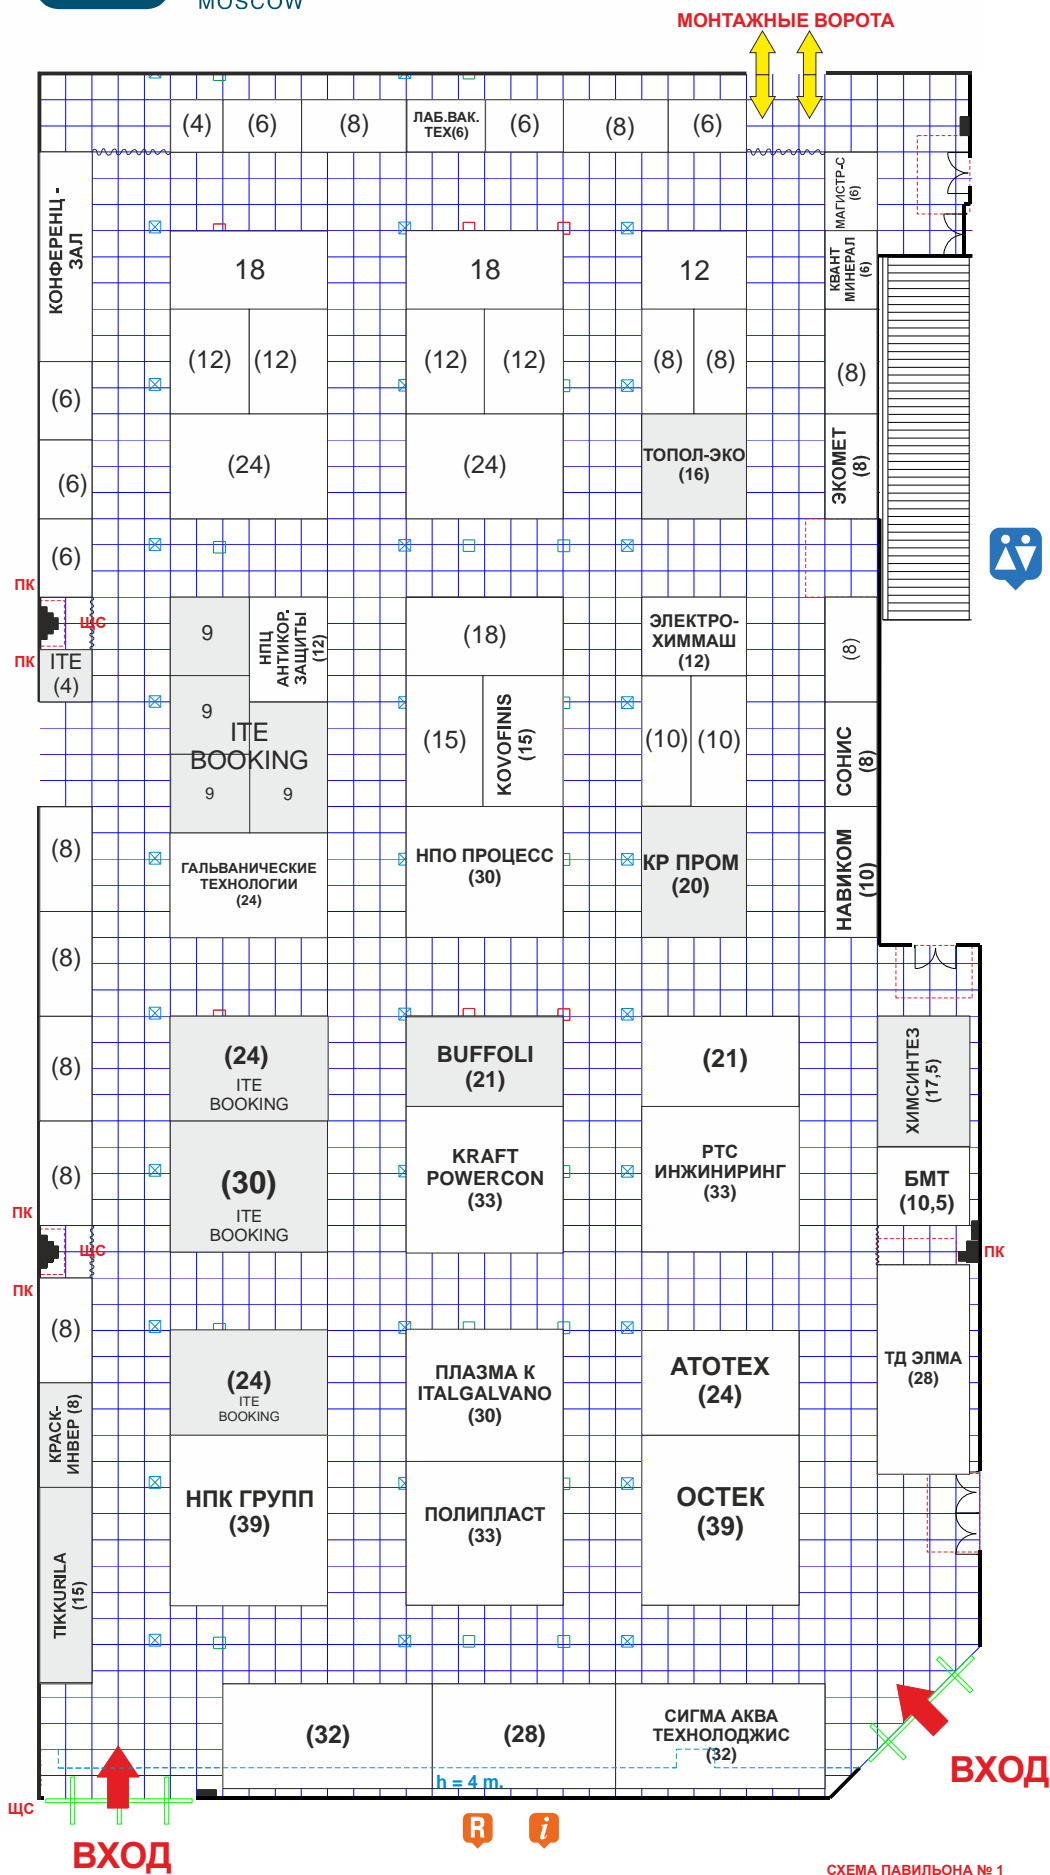 MOSCOW
МОНТАЖНЫЕ ВОРОТА
(4)
(6)
(8)
ЛАБ.ВАК.
ТЕХ(6)
(6)
(8)
(6)
КОНФЕРЕНЦ -
ЗАЛ
МАГИСТР-С
(6)
18
18
12
КВАНТ
МИНЕРАЛ
(6)
(12)
(12)
(12)
(12)
(8)
(8)
(8)
(6)
(6)
(24)
(24)
ТОПОЛ-ЭКО
(16)
ЭКОМЕТ
(8)
(6)
ПК
ЩС
ПК
ITE
(4)
9
НПЦ
АНТИКОР.
ЗАЩИТЫ
(12)
(18)
ЭЛЕКТРО-
ХИММАШ
(12)
(8)
9
ITE
BOOKING
9
9
(15)
KOVOFINIS
(15)
(10)
(10)
СОНИС
(8)
(8)
ГАЛЬВАНИЧЕСКИЕ
ТЕХНОЛОГИИ
(24)
НПО ПРОЦЕСС
(30)
КР ПРОМ
(20)
НАВИКОМ
(10)
(8)
(8)
(24)
ITE
BOOKING
BUFFOLI
(21)
(21)
ХИМСИНТЕЗ
(17,5)
(8)
(30)
ITE
BOOKING
KRAFT
POWERCON
(33)
РТС
ИНЖИНИРИНГ
(33)
БМТ
(10,5)
ПК
ЩС
ПК
ПК
(8)
(24)
ITE
BOOKING
ПЛАЗМА К
ITALGALVANO
(30)
АТОТЕХ
(24)
ТД ЭЛМА
(28)
КРАСК-
ИНВЕР (8)
НПК ГРУПП
(39)
ПОЛИПЛАСТ
(33)
ОСТЕК
(39)
TIKKURILA
(15)
(32)
(28)
СИГМА АКВА
ТЕХНОЛОДЖИС
(32)
h = 4 m.
ВХОД
ЩС
R
i
ВХОД
СХЕМА ПАВИЛЬОНА № 1